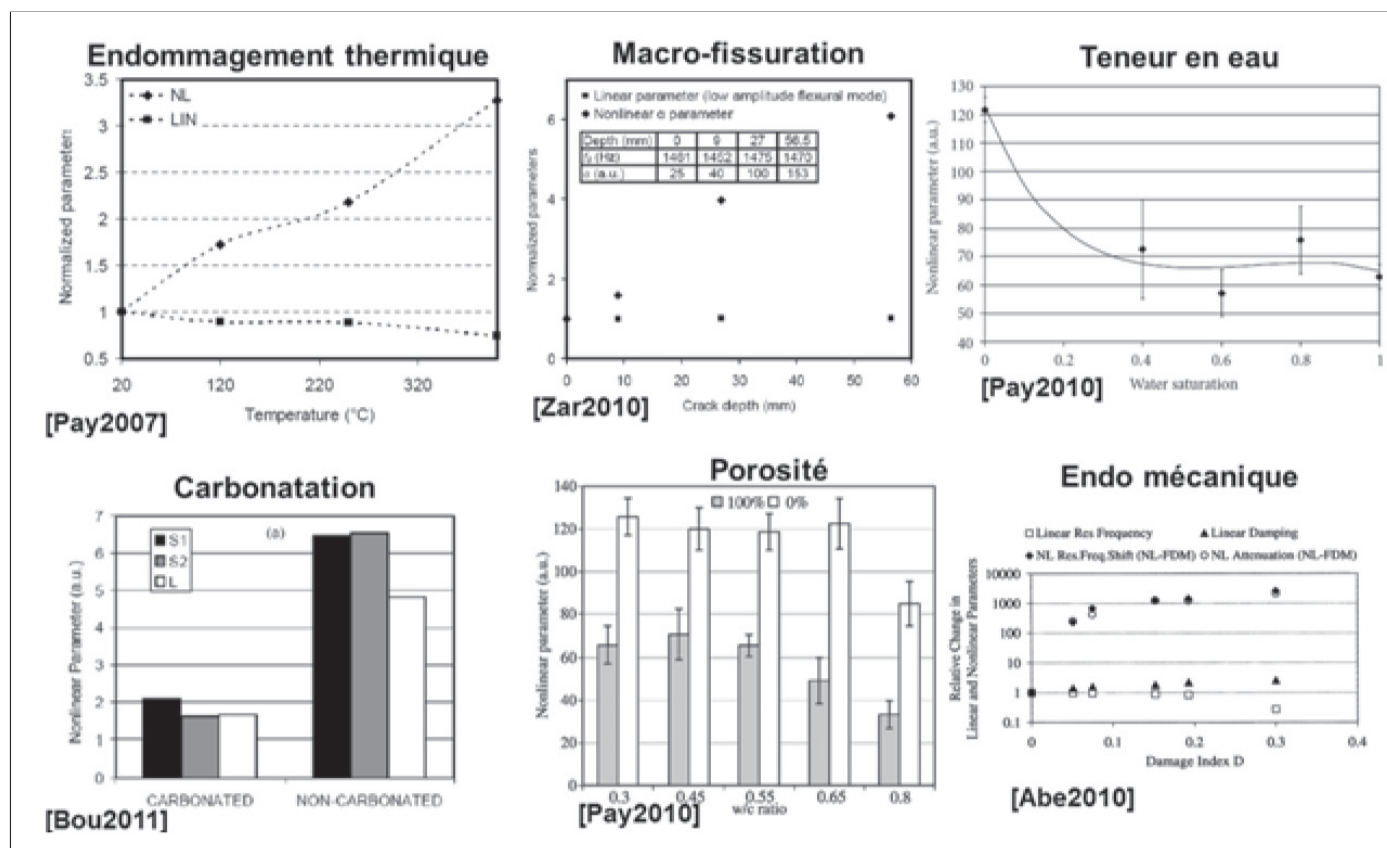 Endommagement thermique
3.5
3
2.5
2
1.5
1
0.5
NL
LIN
Normalized parameter
20
120
220
320
Temperature (°C)
[Pay2007]
Macro-fissuration
Linear parameter (low amplitude flexural mode)
Nonlinear α parameter
Depth (mm) 0 9 27 56.5
f₀ (Hz) 1461 1452 1475 1470
α (a.u.) 25 40 100 153
6
4
2
0
Normalized parameters
0
10
20
30
40
50
60
Crack depth (mm)
[Zar2010]
Teneur en eau
130
120
110
100
90
80
70
60
50
40
Nonlinear parameter (a.u.)
0
0.2
0.4
0.6
0.8
1
Water saturation
[Pay2010]
Carbonatation
7
6
5
4
3
2
1
0
(a)
S1
S2
L
Nonlinear Parameter (a.u.)
CARBONATED
NON-CARBONATED
[Bou2011]
Porosité
140
120
100
80
60
40
20
0
100%
0%
Nonlinear parameter (a.u.)
0.3
0.45
0.55
0.65
0.8
w/c ratio
[Pay2010]
Endo mécanique
Linear Res Frequency
Linear Damping
NL Res.Freq.Shift (NL-FDM)
NL Attenuation (NL-FDM)
10000
1000
100
10
1
0.1
Relative Change in
Linear and Nonlinear Parameters
0
0.1
0.2
0.3
0.4
Damage Index D
[Abe2010]